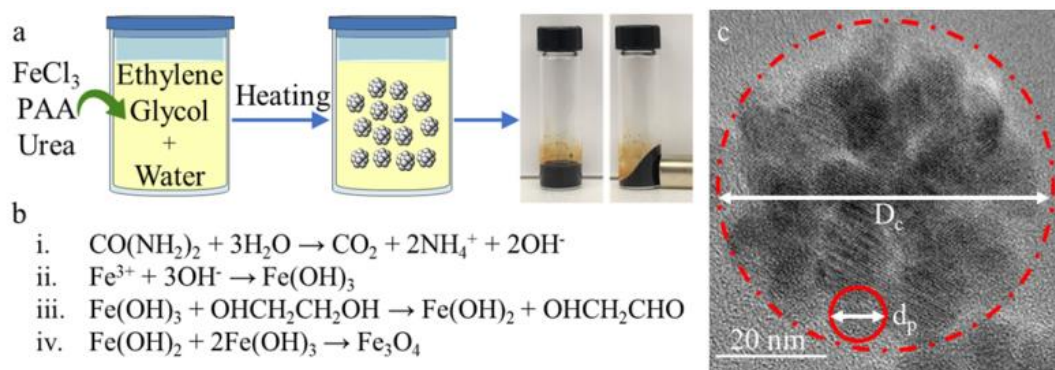 a
FeCl₃
PAA
Urea
Ethylene
Glycol
+
Water
Heating
b
i. CO(NH₂)₂ + 3H₂O → CO₂ + 2NH₄⁺ + 2OH⁻
ii. Fe³⁺ + 3OH⁻ → Fe(OH)₃
iii. Fe(OH)₃ + OHCH₂CH₂OH → Fe(OH)₂ + OHCH₂CHO
iv. Fe(OH)₂ + 2Fe(OH)₃ → Fe₃O₄
c
D_c
d_p
20 nm